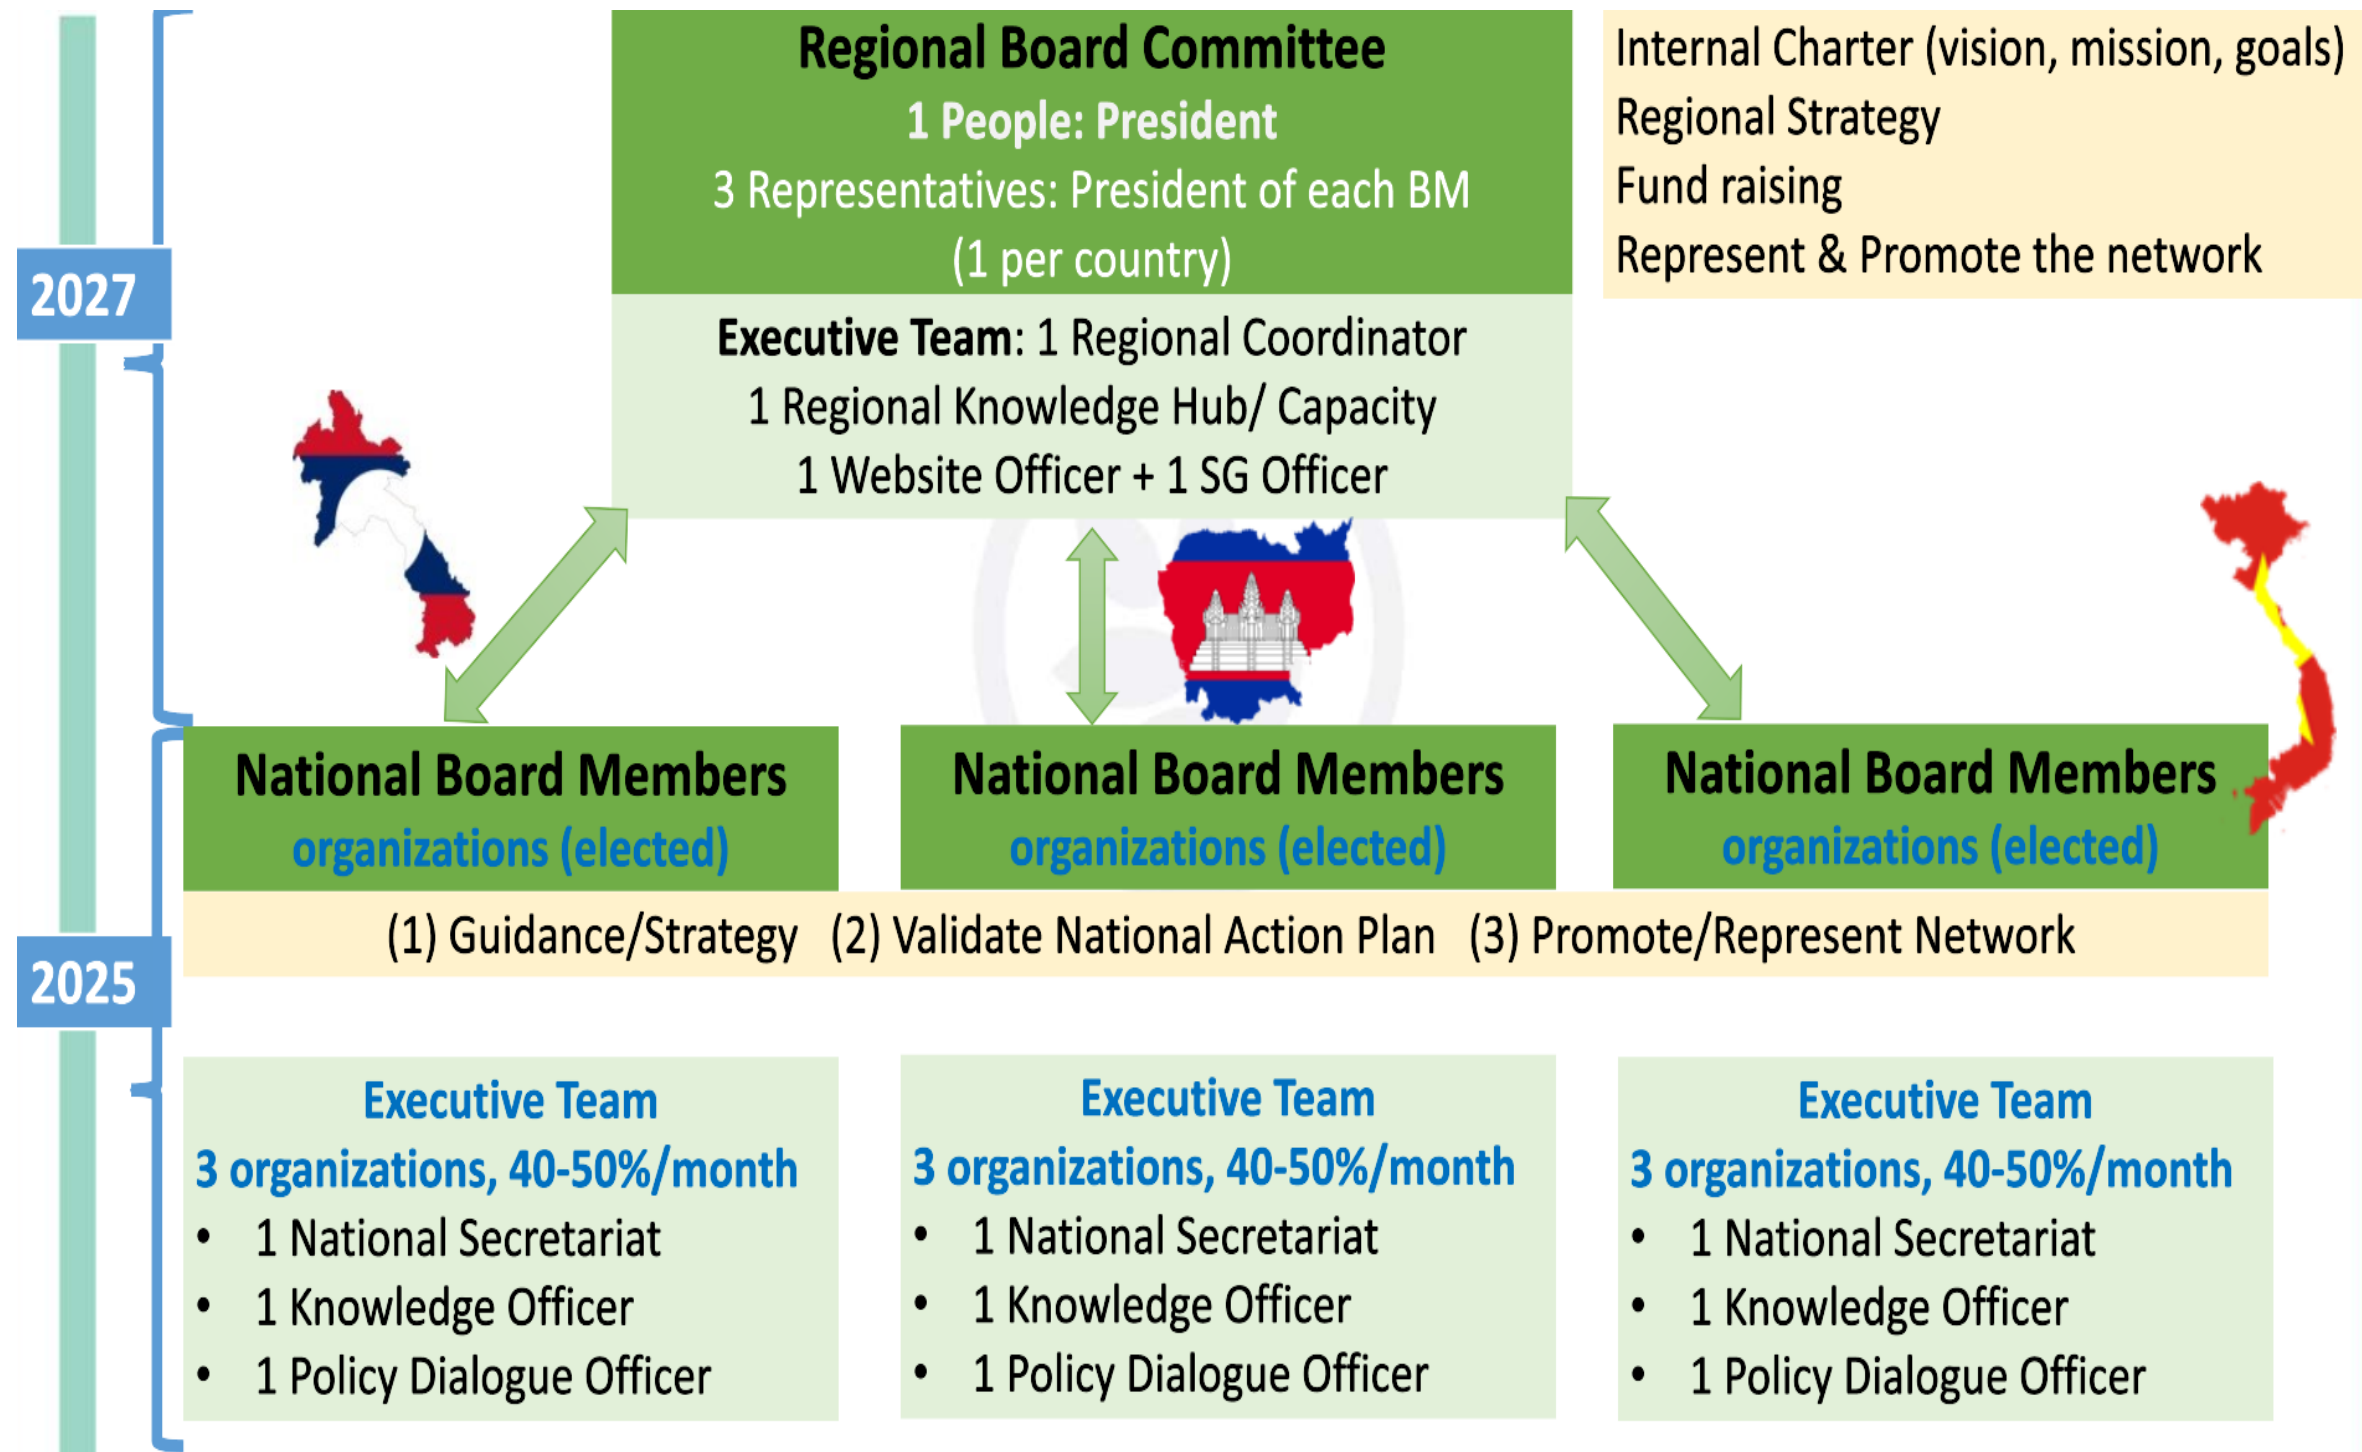 Regional Board Committee
1 People: President
3 Representatives: President of each BM
(1 per country)
Internal Charter (vision, mission, goals)
Regional Strategy
Fund raising
Represent & Promote the network
2027
Executive Team: 1 Regional Coordinator
1 Regional Knowledge Hub/ Capacity
1 Website Officer + 1 SG Officer
National Board Members
organizations (elected)
National Board Members
organizations (elected)
National Board Members
organizations (elected)
(1) Guidance/Strategy (2) Validate National Action Plan (3) Promote/Represent Network
2025
Executive Team
3 organizations, 40-50%/month
• 1 National Secretariat
• 1 Knowledge Officer
• 1 Policy Dialogue Officer
Executive Team
3 organizations, 40-50%/month
• 1 National Secretariat
• 1 Knowledge Officer
• 1 Policy Dialogue Officer
Executive Team
3 organizations, 40-50%/month
• 1 National Secretariat
• 1 Knowledge Officer
• 1 Policy Dialogue Officer